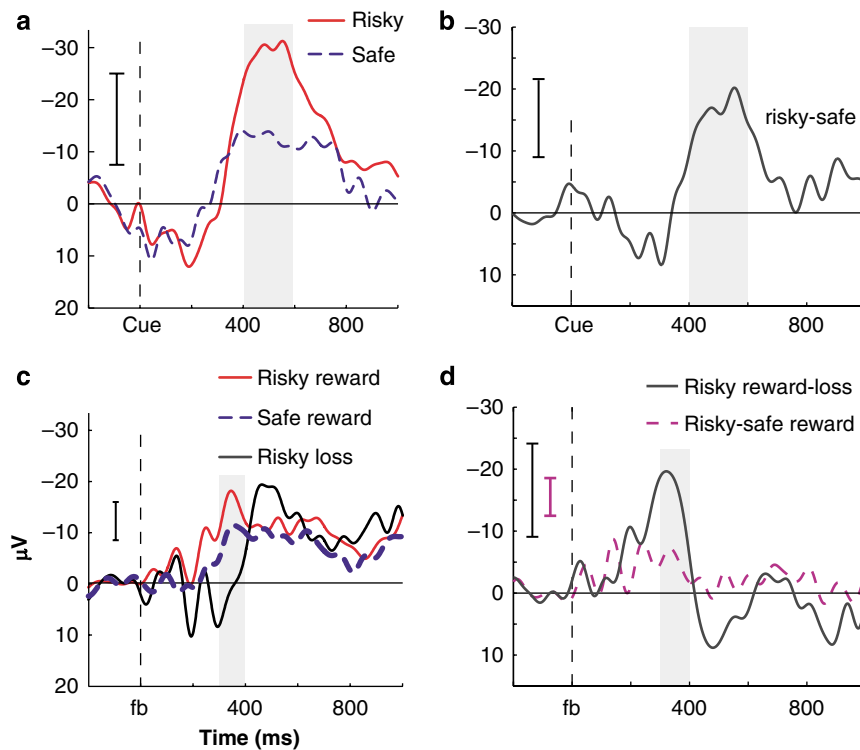 a
Risky
Safe
–30
–20
–10
0
10
20
Cue
400
800
b
–30
–20
–10
0
10
risky-safe
Cue
400
800
c
Risky reward
Safe reward
Risky loss
–30
–20
–10
0
10
20
µV
fb
400
800
Time (ms)
d
Risky reward-loss
Risky-safe reward
–30
–20
–10
0
10
fb
400
800